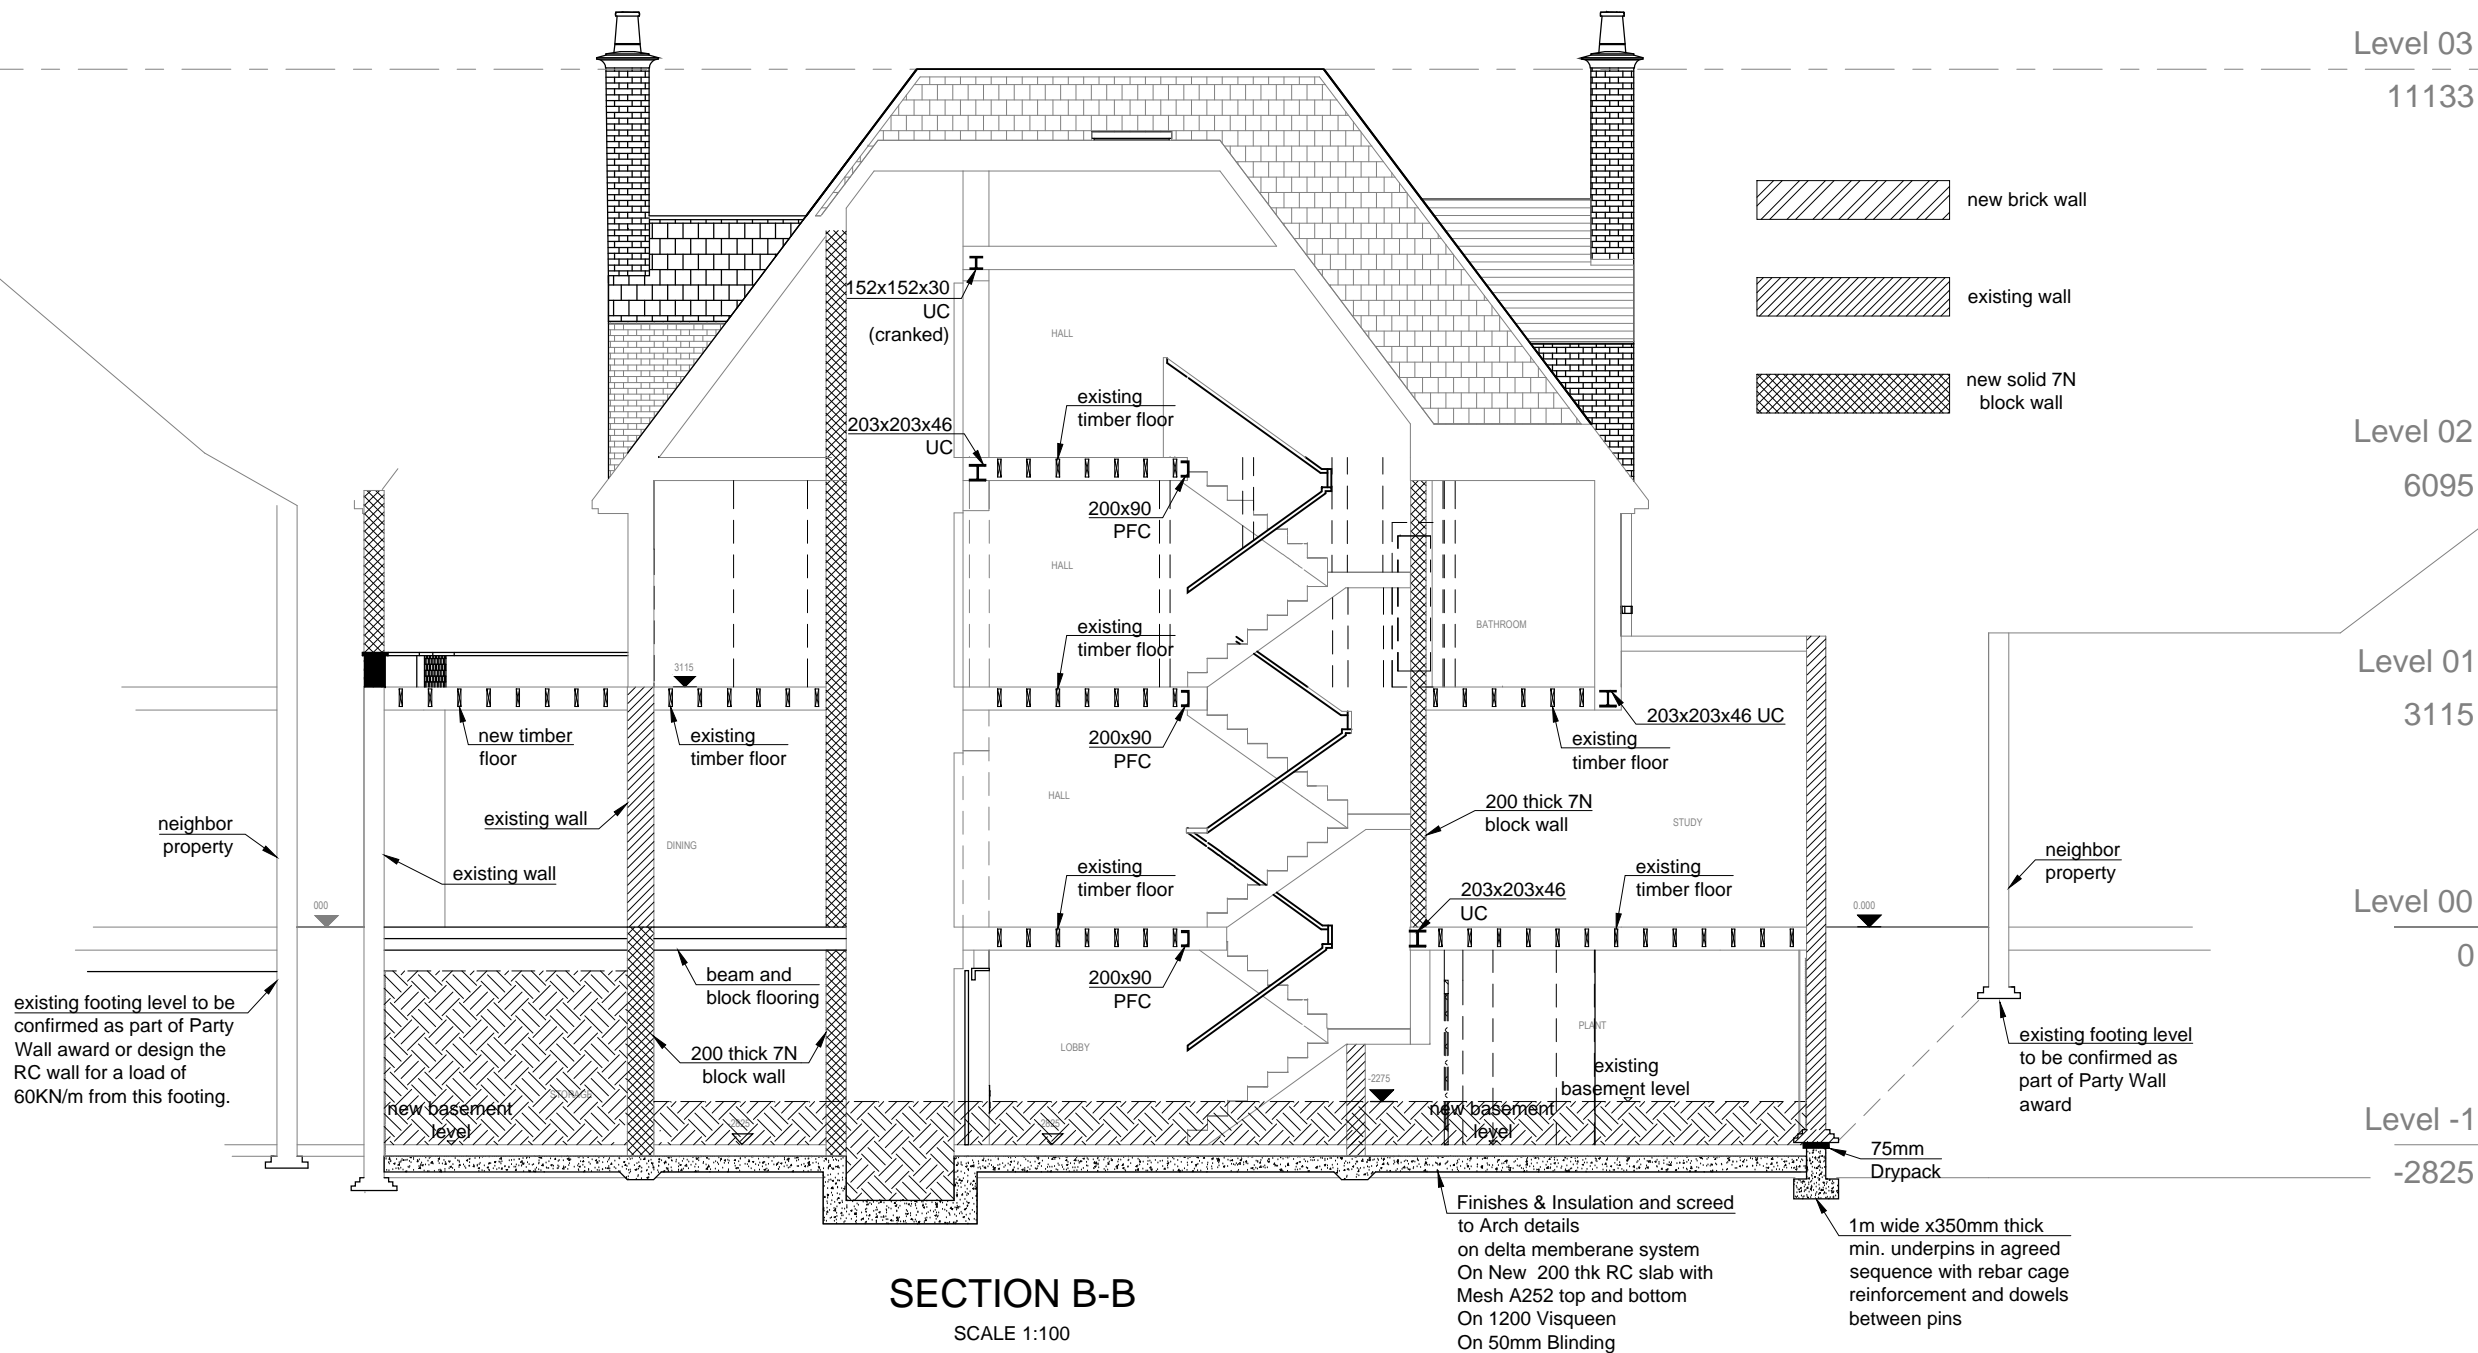 Level 03
11133
new brick wall
existing wall
new solid 7N
block wall
152x152x30
UC
(cranked)
HALL
existing
timber floor
203x203x46
UC
Level 02
6095
200x90
PFC
HALL
BATHROOM
existing
timber floor
3115
Level 01
3115
203x203x46 UC
new timber
floor
existing
timber floor
200x90
PFC
existing
timber floor
HALL
200 thick 7N
block wall
STUDY
existing wall
DINING
neighbor
property
existing wall
existing
timber floor
existing
timber floor
neighbor
property
203x203x46
UC
000
0.000
Level 00
0
beam and
block flooring
200x90
PFC
existing footing level to be
confirmed as part of Party
Wall award or design the
RC wall for a load of
60KN/m from this footing.
PLANT
existing footing level
to be confirmed as
part of Party Wall
award
200 thick 7N
block wall
LOBBY
existing
basement level
-2275
STORAGE
new basement
level
-2825
-2825
new basement
level
Level -1
-2825
75mm
Drypack
Finishes & Insulation and screed
to Arch details
on delta memberane system
On New 200 thk RC slab with
Mesh A252 top and bottom
On 1200 Visqueen
On 50mm Blinding
1m wide x350mm thick
min. underpins in agreed
sequence with rebar cage
reinforcement and dowels
between pins
SECTION B-B
SCALE 1:100